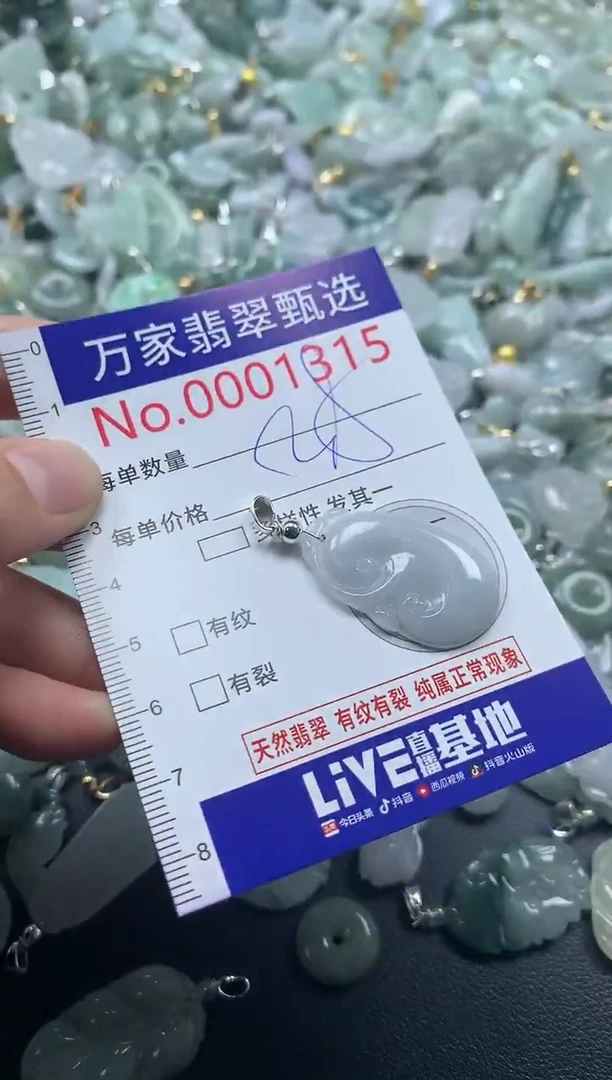 万家翡翠甄选
No.0001315
每单数量
每单价格
多样性 发其一
有纹
有裂
天然翡翠 有纹有裂 纯属正常现象
LiVE直播基地
今日头条 抖音 西瓜视频 抖音火山版
0
1
3
4
5
6
7
8